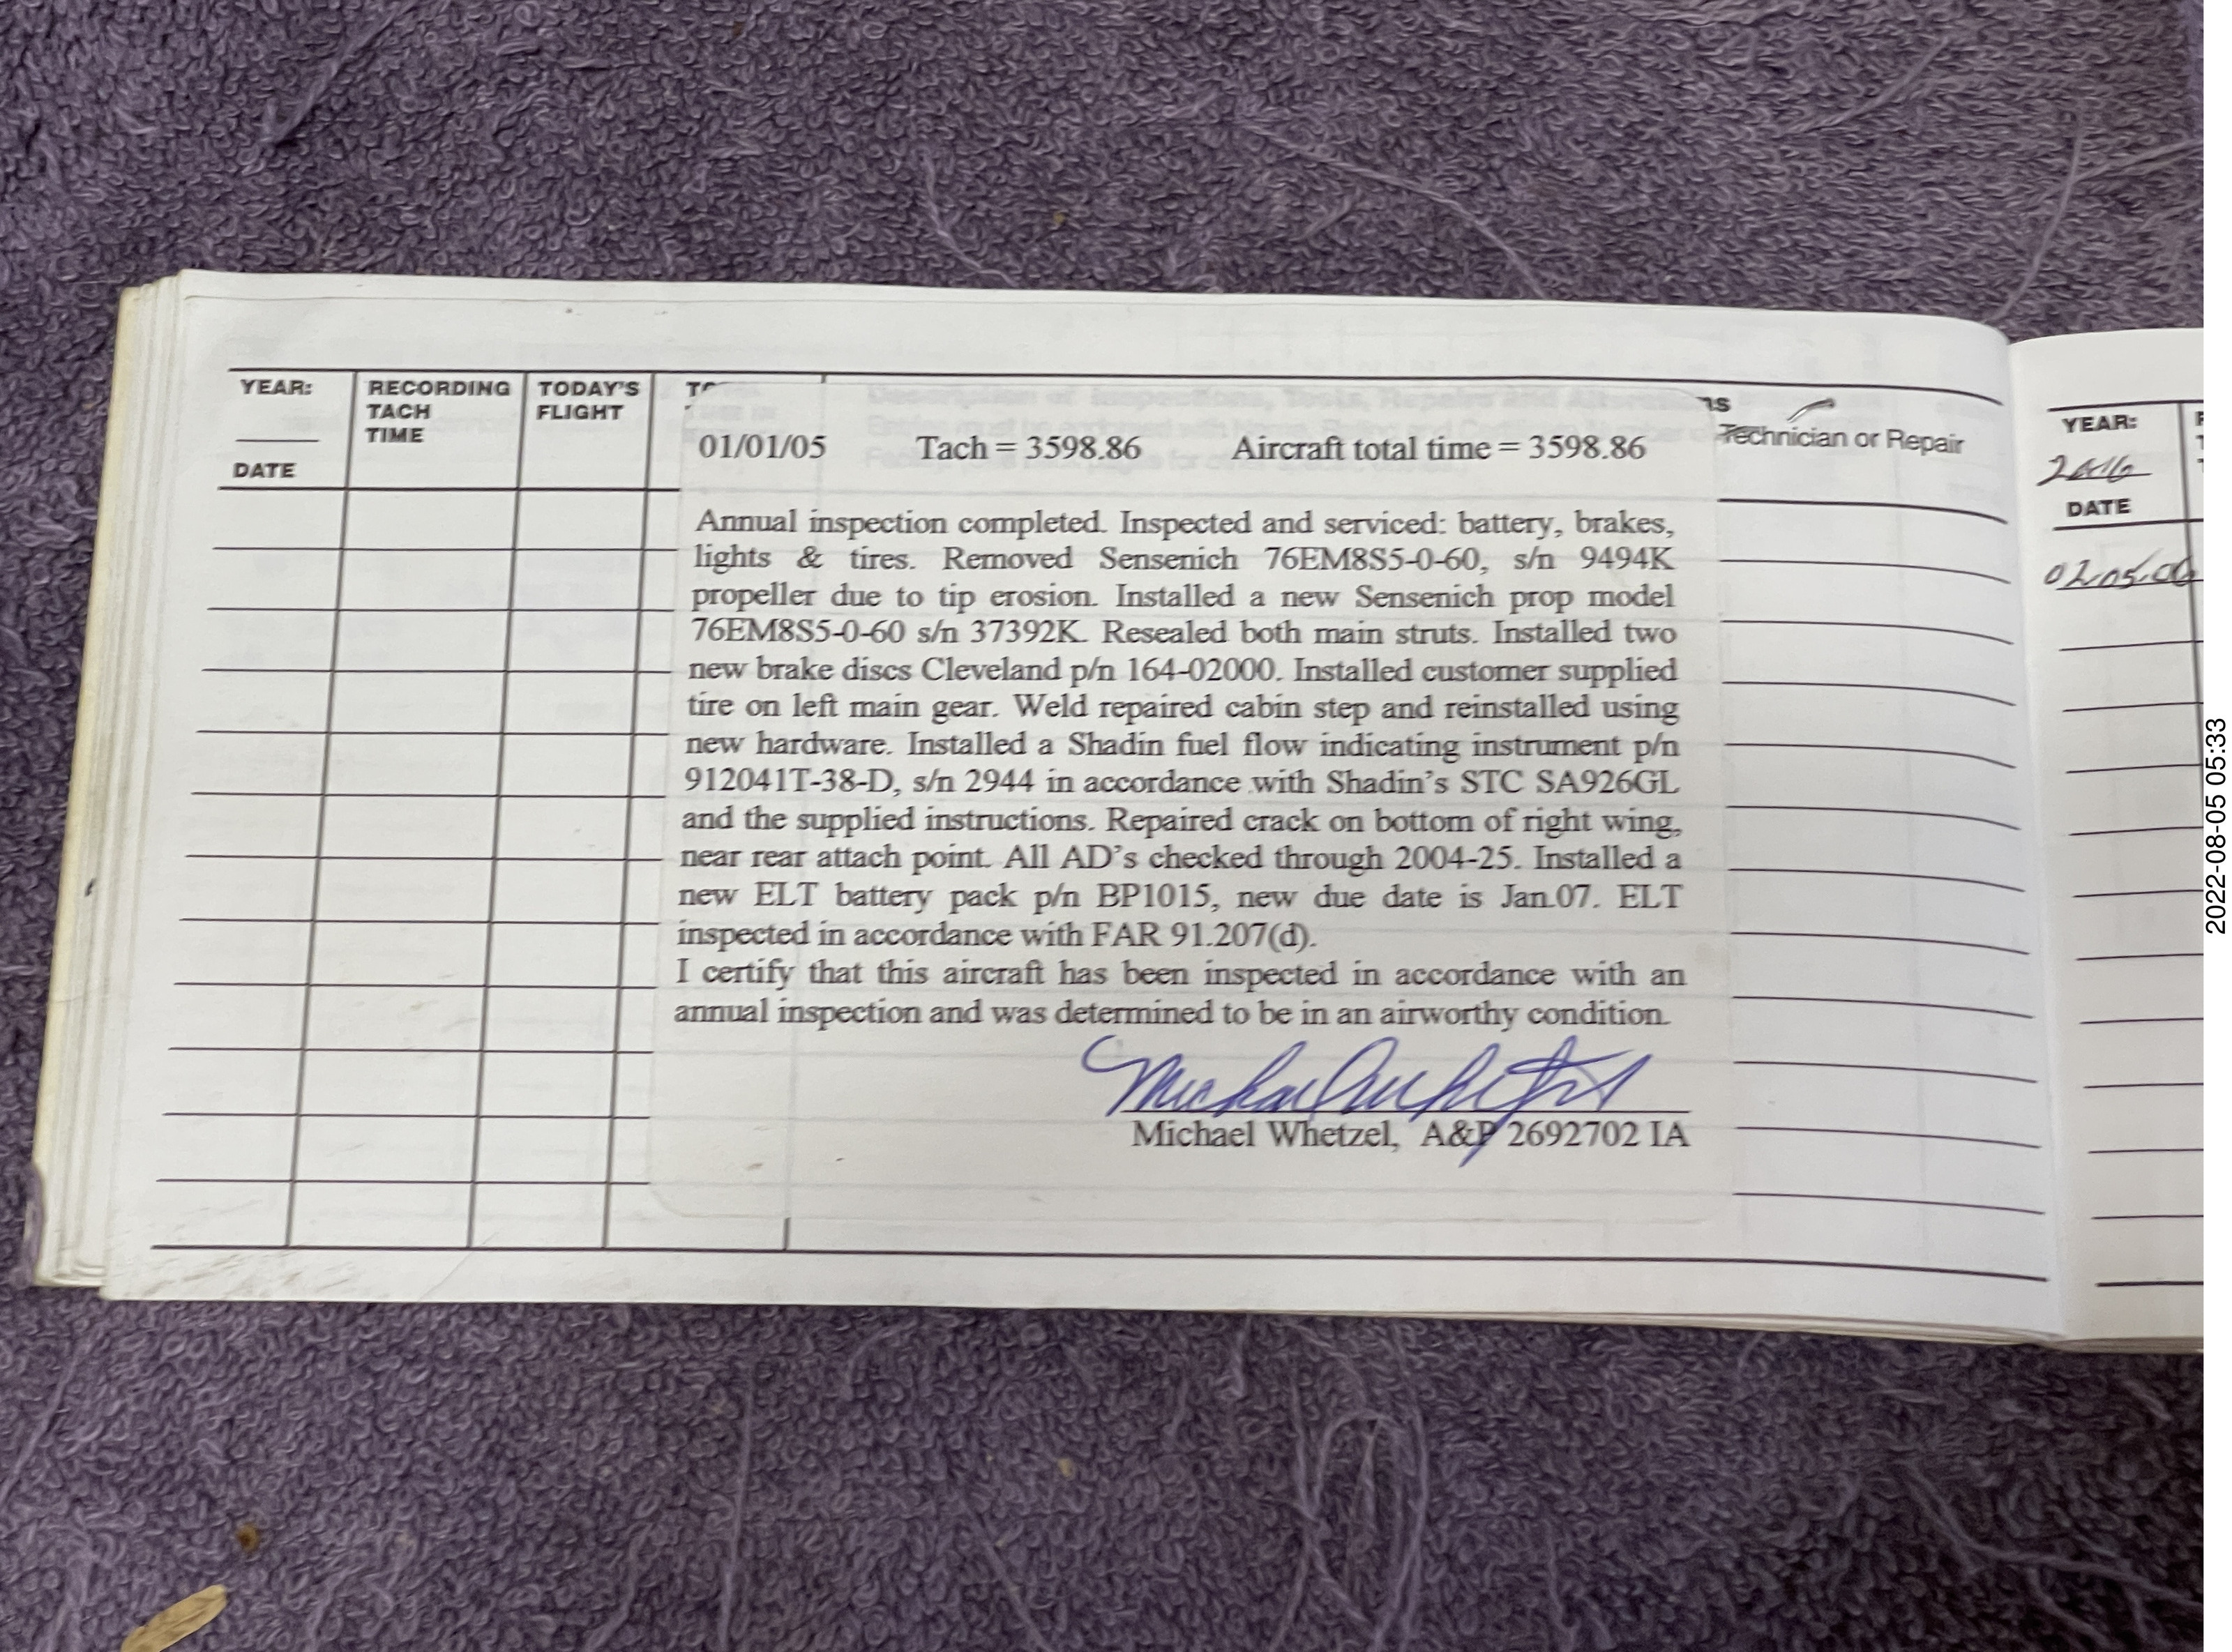 YEAR:
DATE
RECORDING
TACH
TIME
TODAY'S
FLIGHT
01/01/05 Tach = 3598.86 Aircraft total time = 3598.86
Technician or Repair
Annual inspection completed. Inspected and serviced: battery, brakes,
lights & tires. Removed Sensenich 76EM8S5-0-60, s/n 9494K
propeller due to tip erosion. Installed a new Sensenich prop model
76EM8S5-0-60 s/n 37392K. Resealed both main struts. Installed two
new brake discs Cleveland p/n 164-02000. Installed customer supplied
tire on left main gear. Weld repaired cabin step and reinstalled using
new hardware. Installed a Shadin fuel flow indicating instrument p/n
912041T-38-D, s/n 2944 in accordance with Shadin's STC SA926GL
and the supplied instructions. Repaired crack on bottom of right wing,
near rear attach point. All AD's checked through 2004-25. Installed a
new ELT battery pack p/n BP1015, new due date is Jan.07. ELT
inspected in accordance with FAR 91.207(d).
I certify that this aircraft has been inspected in accordance with an
annual inspection and was determined to be in an airworthy condition.
Michael Whetzel, A&P 2692702 IA
YEAR:
DATE
02.05.06
2022-08-05 05:33